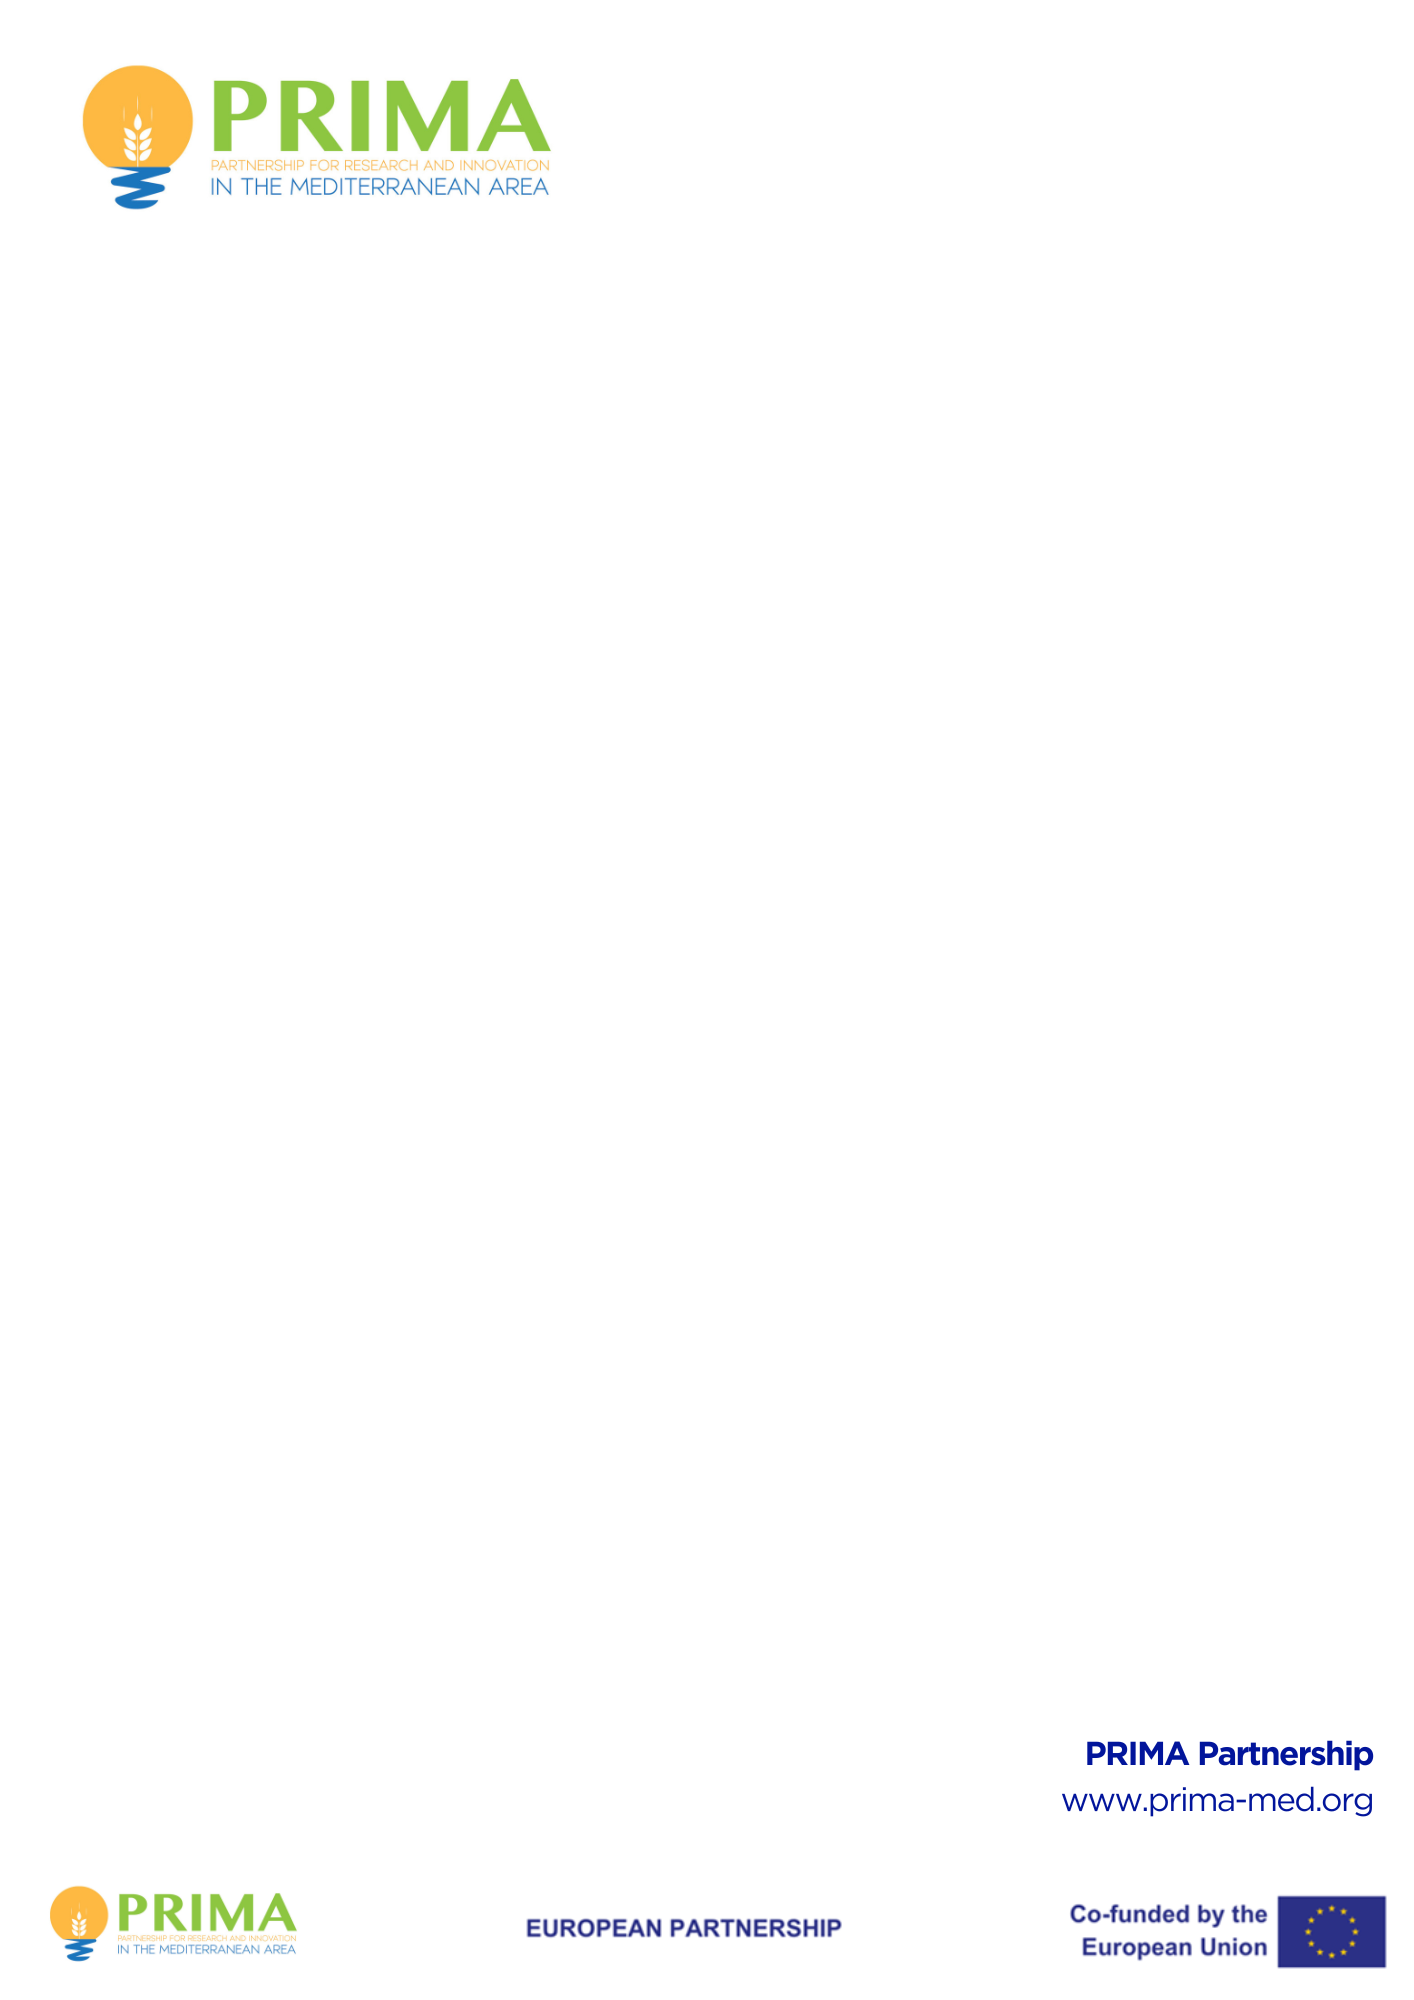 PRIMA
PARTNERSHIP FOR RESEARCH AND INNOVATION
IN THE MEDITERRANEAN AREA
PRIMA Partnership
www.prima-med.org
PRIMA
PARTNERSHIP FOR RESEARCH AND INNOVATION
IN THE MEDITERRANEAN AREA
EUROPEAN PARTNERSHIP
Co-funded by the
European Union